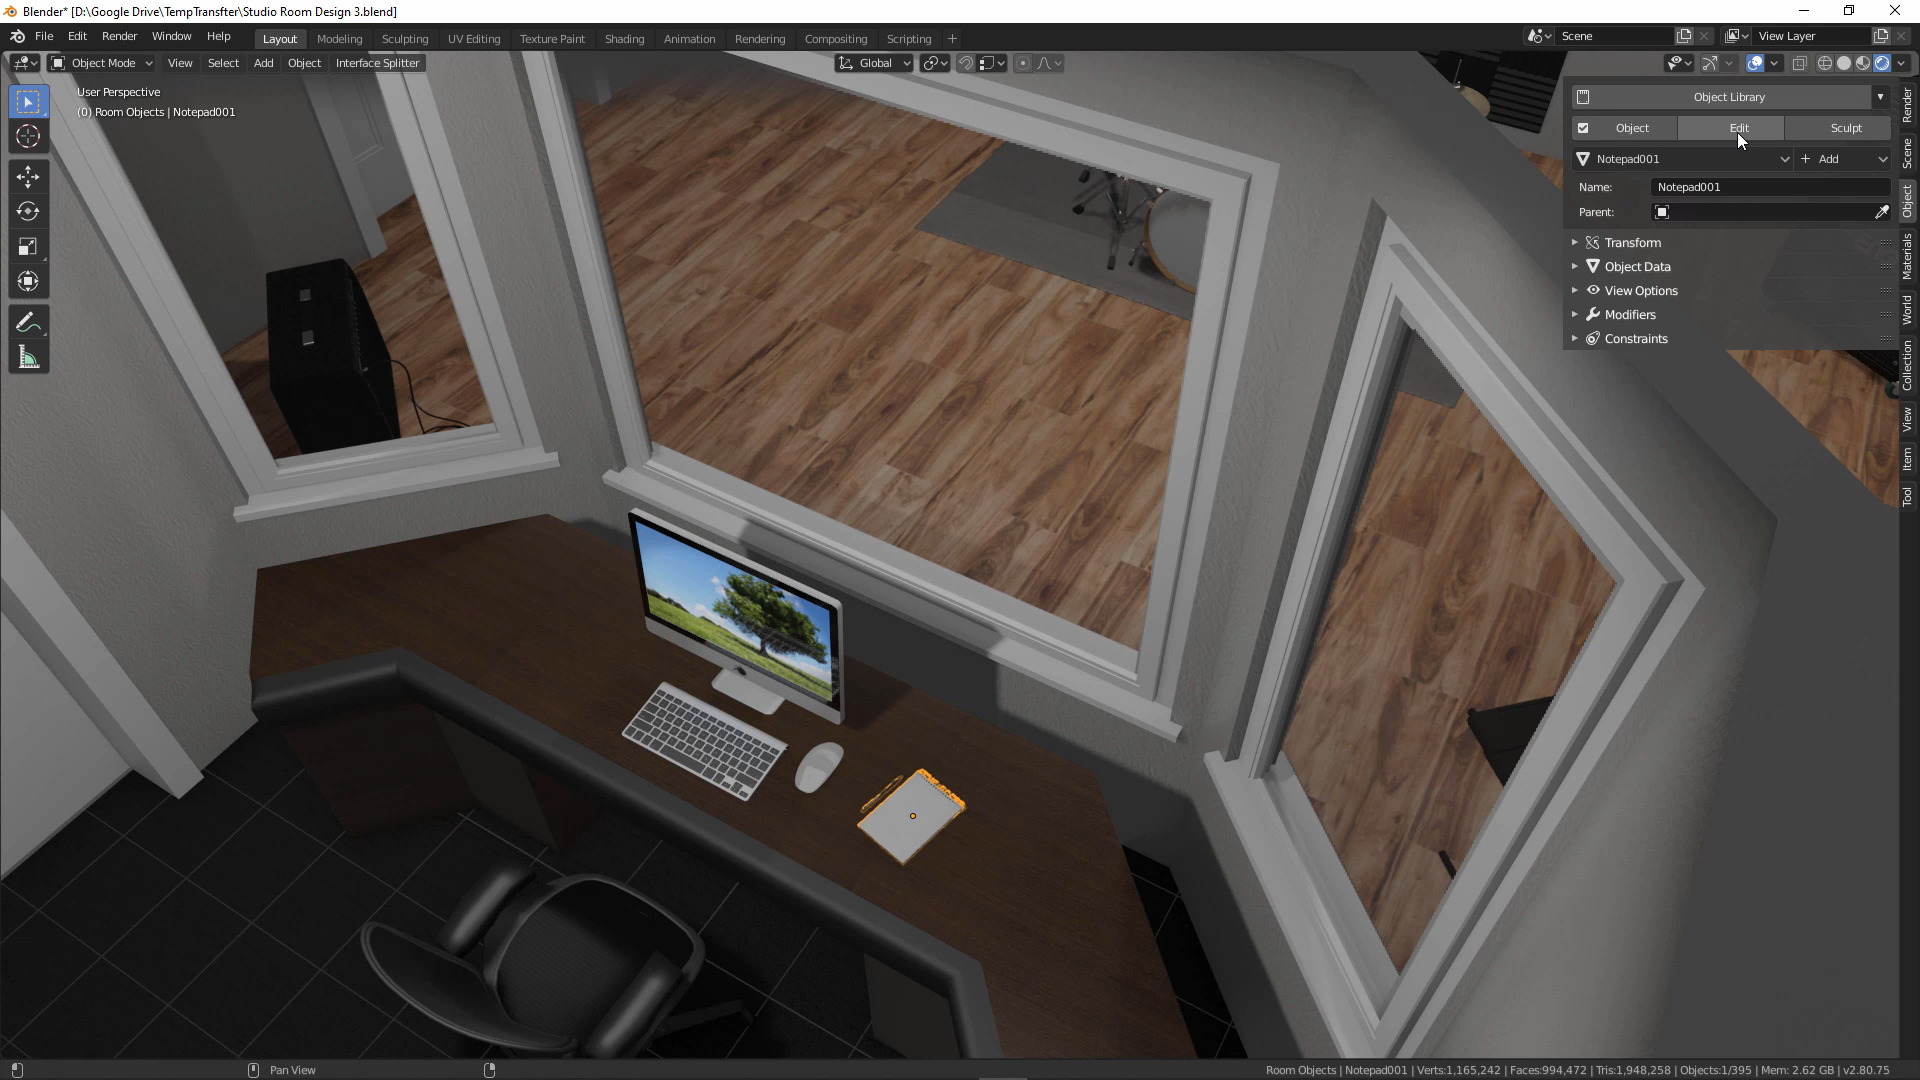 Blender* [D:\Google Drive\TempTransfter\Studio Room Design 3.blend]
File Edit Render Window Help
Layout Modeling Sculpting UV Editing Texture Paint Shading Animation Rendering Compositing Scripting +
Scene
View Layer
Object Mode View Select Add Object Interface Splitter
Global
User Perspective
(0) Room Objects | Notepad001
Object Library
Object Edit Sculpt
Notepad001 + Add
Name: Notepad001
Parent:
Transform
Object Data
View Options
Modifiers
Constraints
Render
Scene
Object
Materials
World
Collection
View
Item
Tool
Pan View
Room Objects | Notepad001 | Verts:1,165,242 | Faces:994,472 | Tris:1,948,258 | Objects:1/395 | Mem: 2.62 GB | v2.80.75